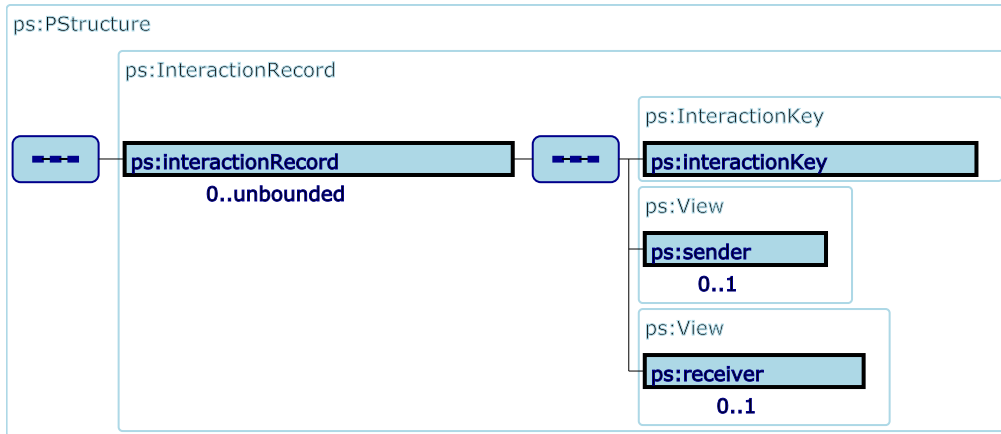 ps:PStructure
ps:InteractionRecord
ps:InteractionKey
ps:interactionRecord
ps:interactionKey
0..unbounded
ps:View
ps:sender
0..1
ps:View
ps:receiver
0..1